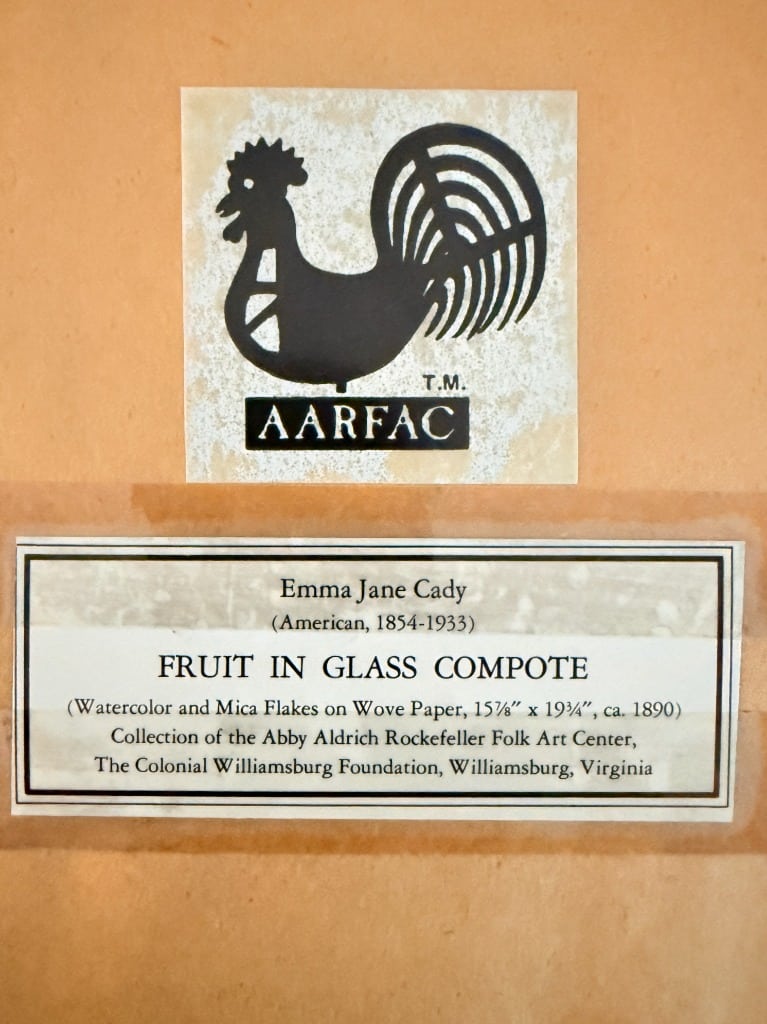 T.M.
AARFAC
Emma Jane Cady
(American, 1854-1933)
FRUIT IN GLASS COMPOTE
(Watercolor and Mica Flakes on Wove Paper, 15⅞″ x 19¾″, ca. 1890)
Collection of the Abby Aldrich Rockefeller Folk Art Center,
The Colonial Williamsburg Foundation, Williamsburg, Virginia